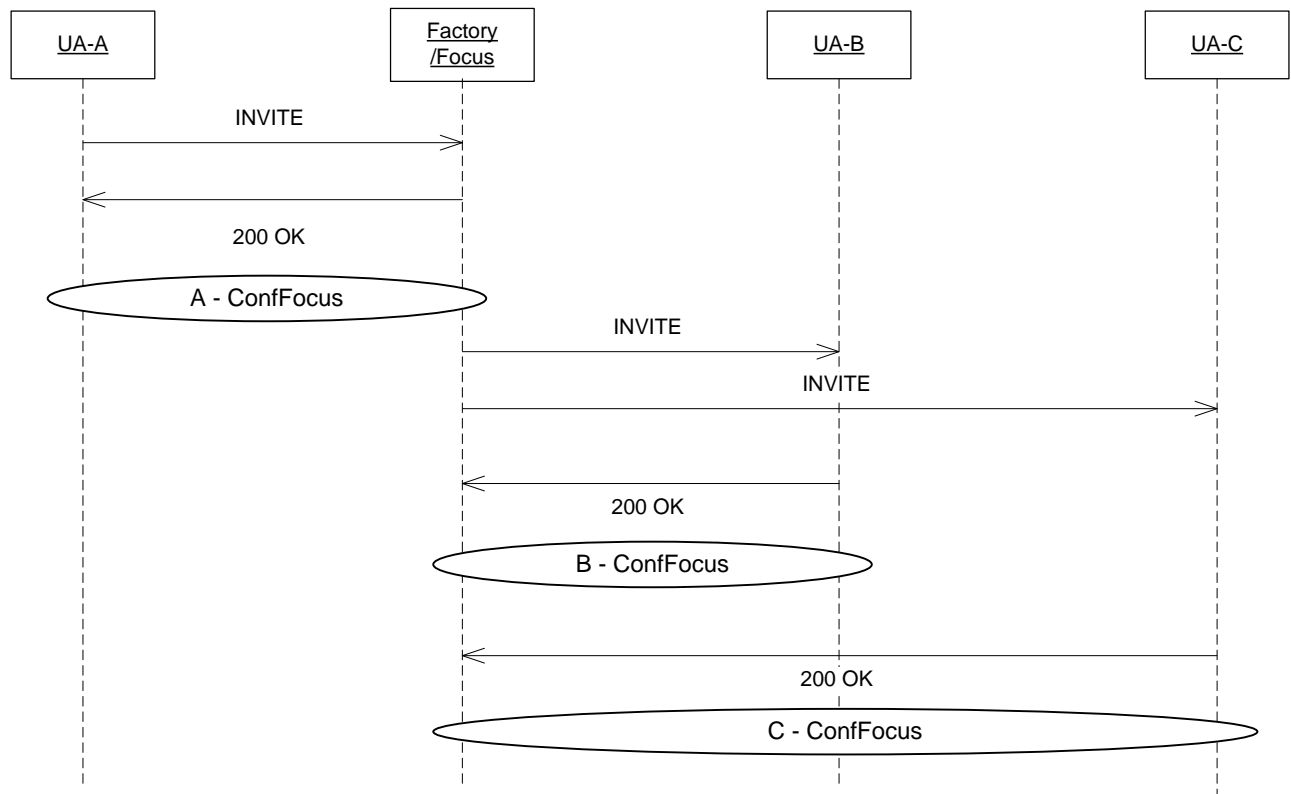 UA-A
Factory
/Focus
UA-B
UA-C
INVITE
200 OK
A - ConfFocus
INVITE
INVITE
200 OK
B - ConfFocus
200 OK
C - ConfFocus